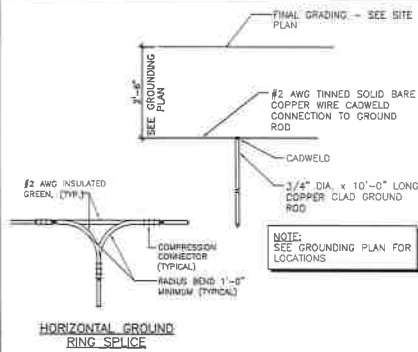 FINAL GRADING - SEE SITE
PLAN
2'-6"
SEE GROUNDING
PLAN
#2 AWG TINNED SOLID BARE
COPPER WIRE CADWELD
CONNECTION TO GROUND
ROD
CADWELD
3/4" DIA. x 10'-0" LONG
COPPER CLAD GROUND
ROD
#2 AWG INSULATED
GREEN, (TYP.)
COMPRESSION
CONNECTOR
(TYPICAL)
RADIUS BEND 1'-0"
MINIMUM (TYPICAL)
NOTE:
SEE GROUNDING PLAN FOR
LOCATIONS
HORIZONTAL GROUND
RING SPLICE